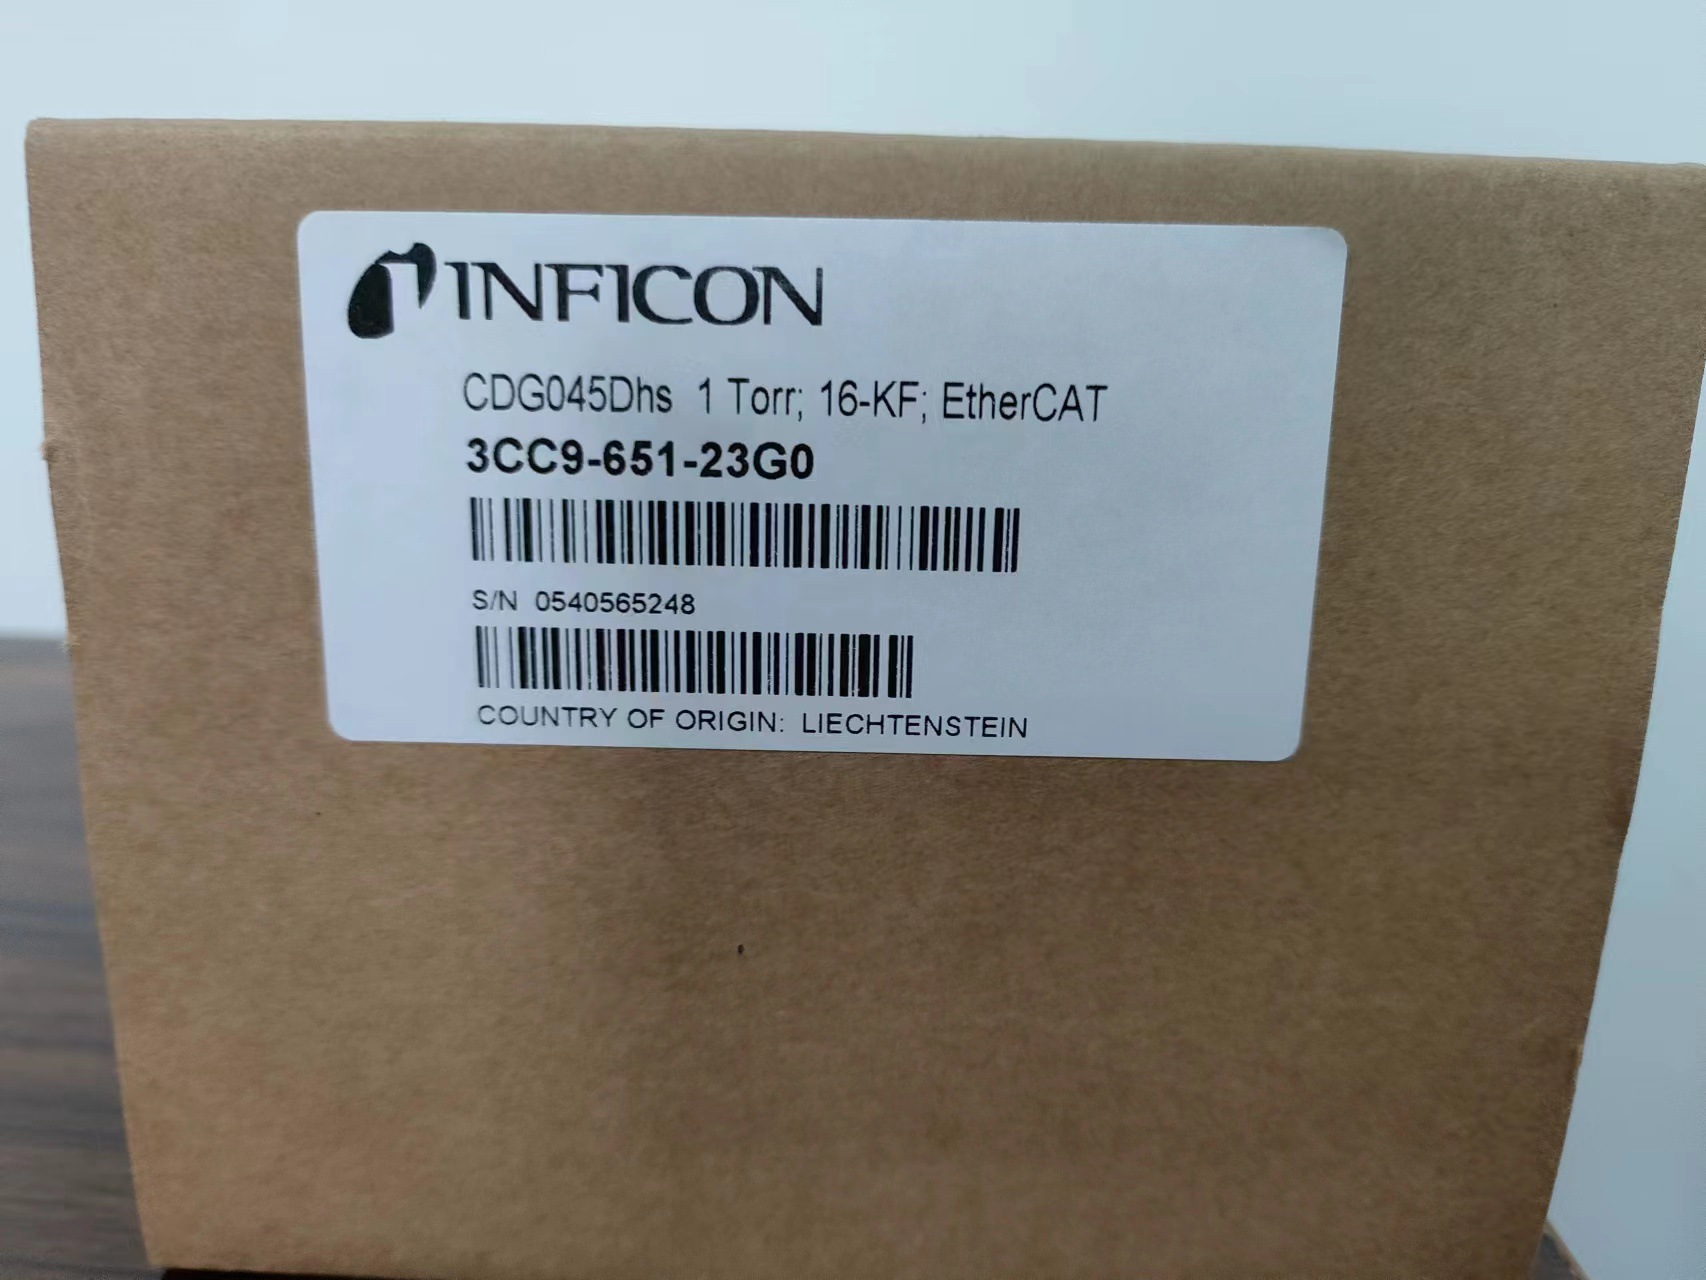 INFICON
CDG045Dhs 1 Torr; 16-KF; EtherCAT
3CC9-651-23G0
S/N 0540565248
COUNTRY OF ORIGIN: LIECHTENSTEIN